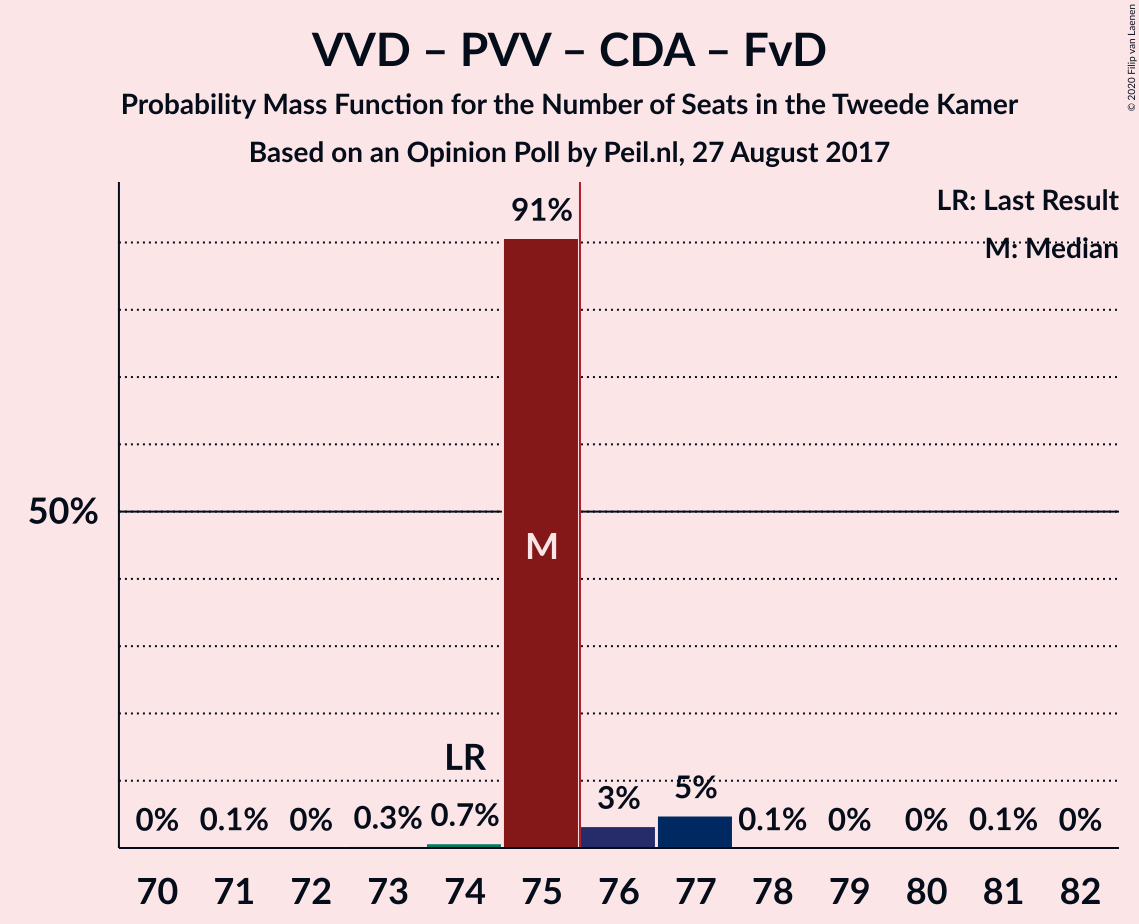 VVD – PVV – CDA – FvD
Probability Mass Function for the Number of Seats in the Tweede Kamer
Based on an Opinion Poll by Peil.nl, 27 August 2017
© 2020 Filip van Laenen
LR: Last Result
M: Median
91%
50%
M
LR
0% 0.1% 0% 0.3% 0.7% 3% 5% 0.1% 0% 0% 0.1% 0%
70 71 72 73 74 75 76 77 78 79 80 81 82